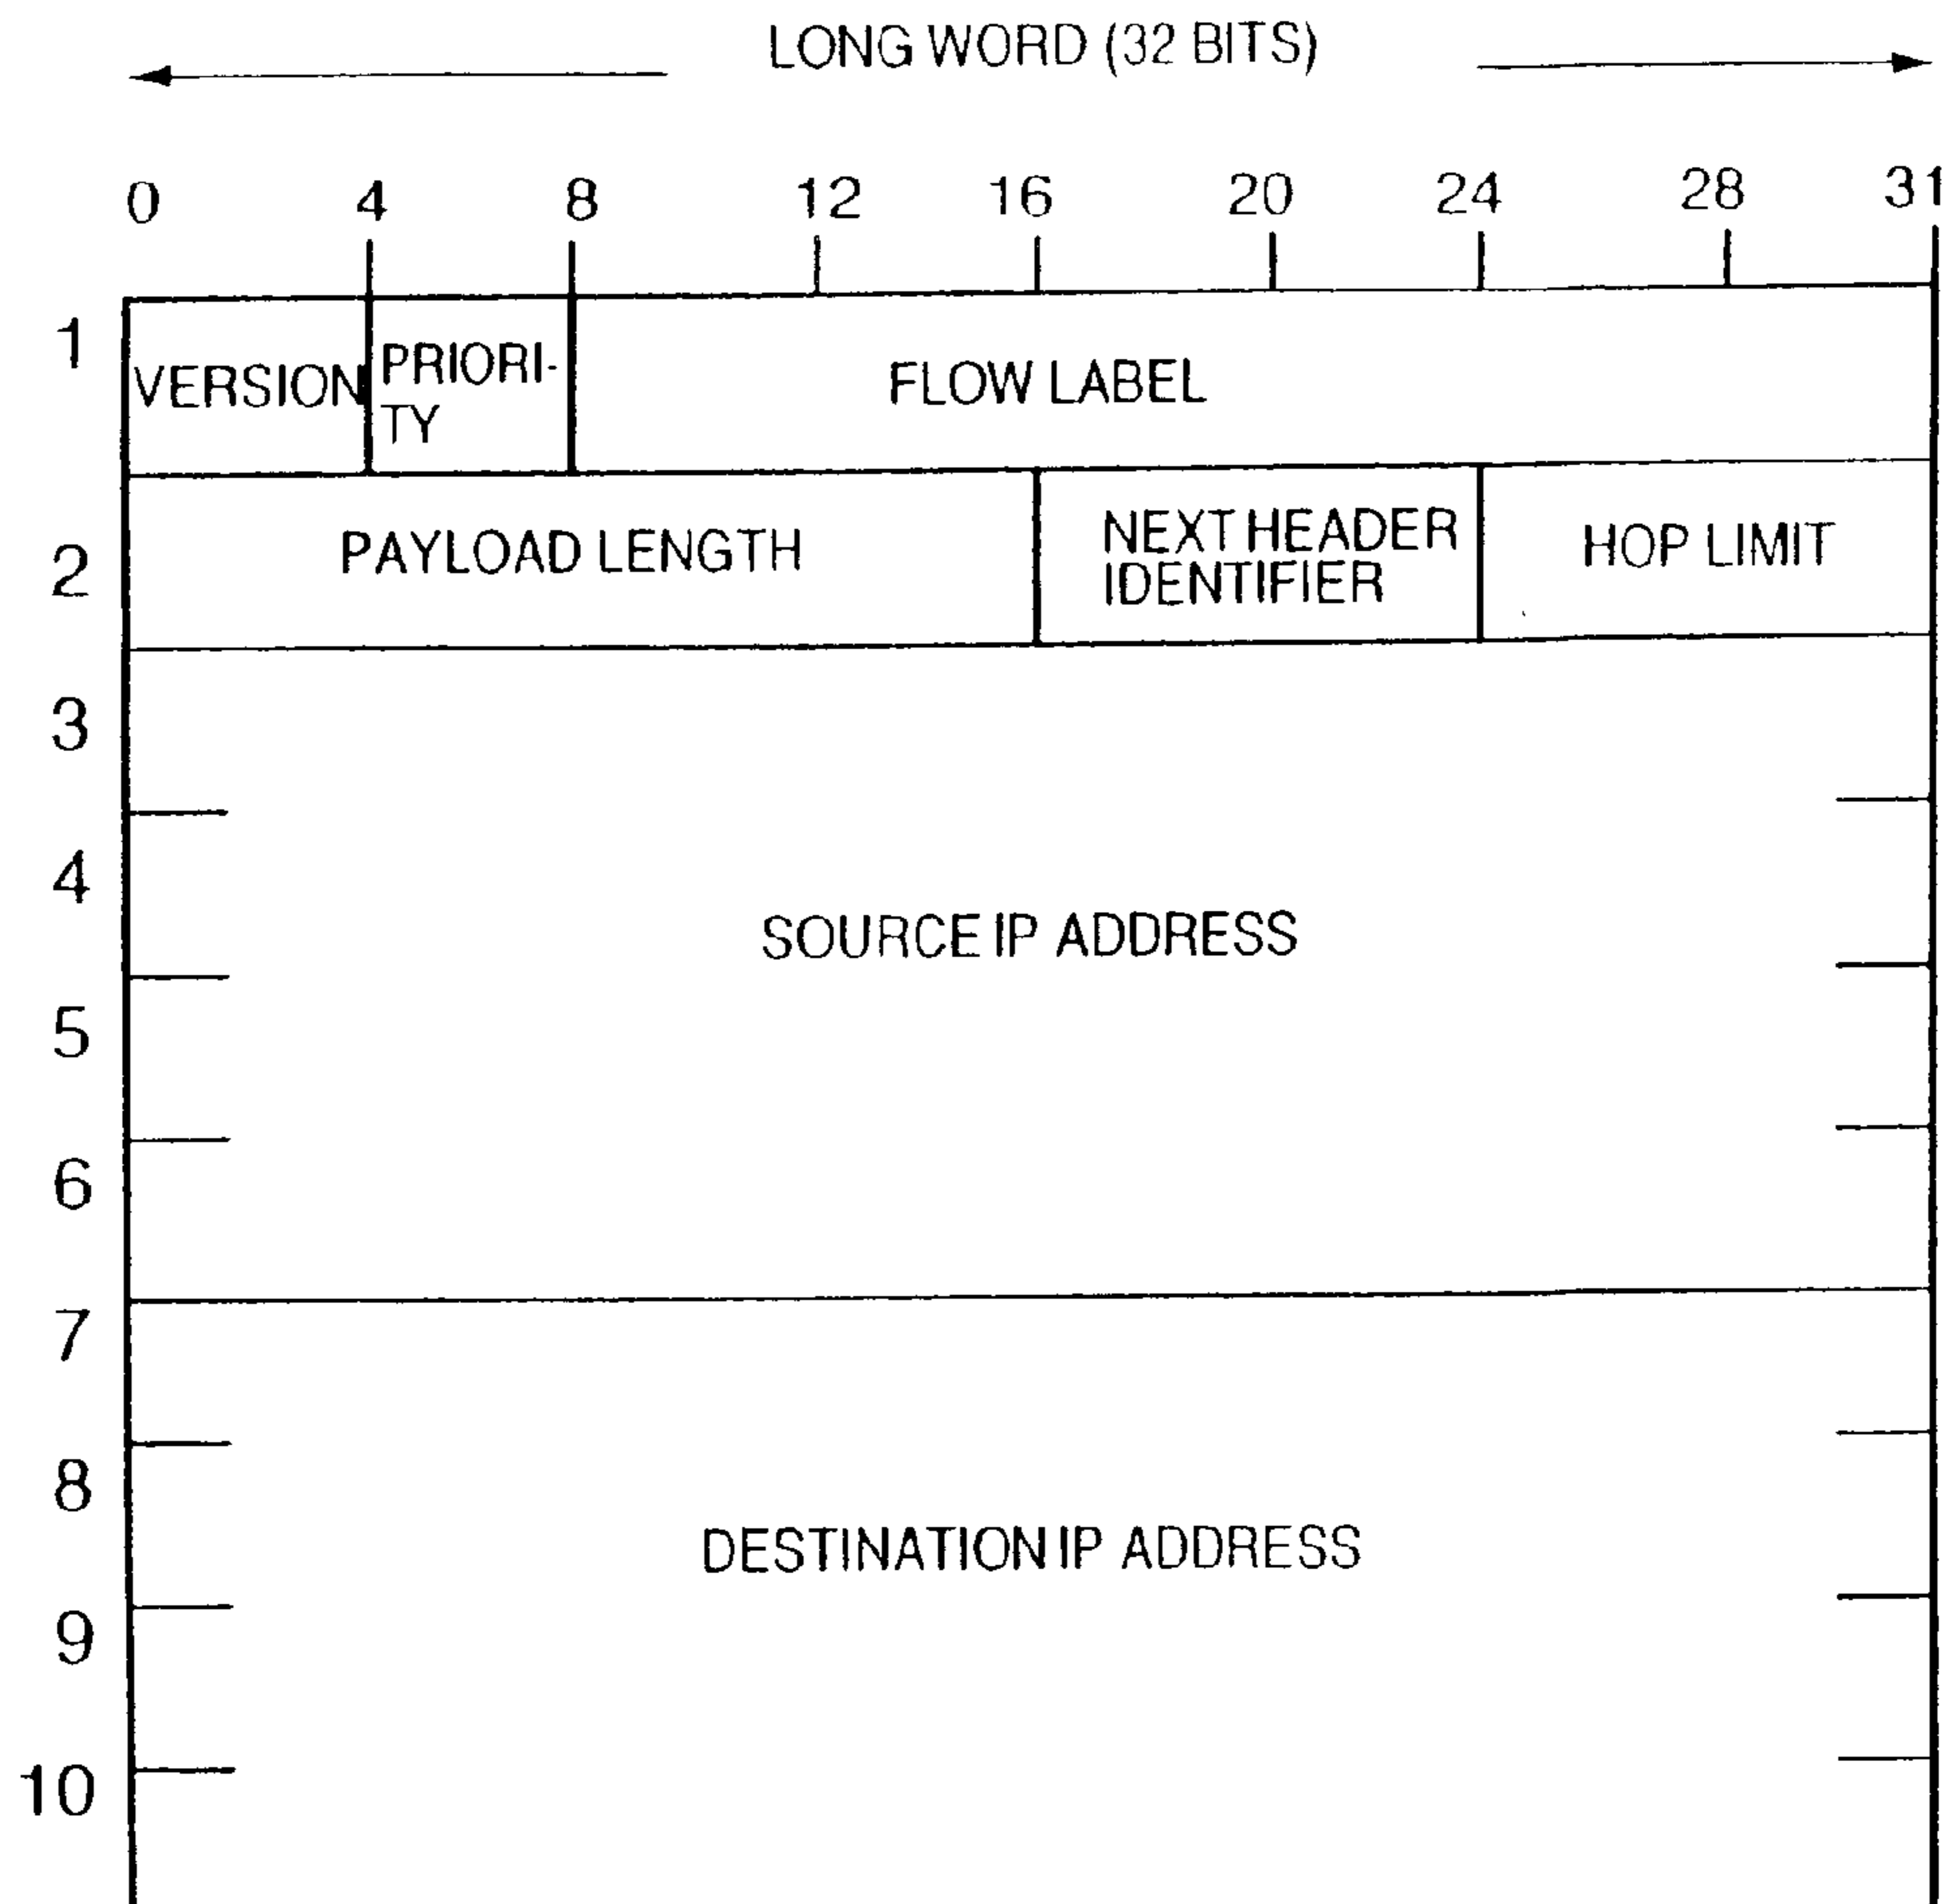 LONG WORD (32 BITS)
0 4 8 12 16 20 24 28 31
1
VERSION
PRIORI-
TY
FLOW LABEL
2
PAYLOAD LENGTH
NEXT HEADER
IDENTIFIER
HOP LIMIT
3
4
SOURCE IP ADDRESS
5
6
7
8
DESTINATION IP ADDRESS
9
10